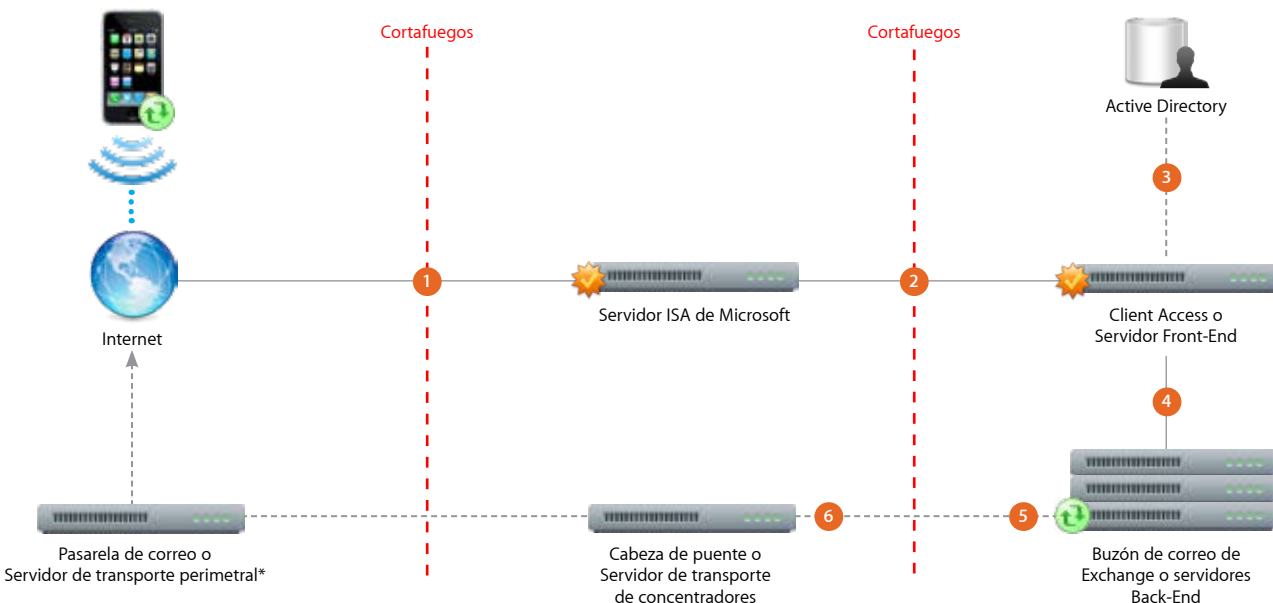 Cortafuegos
Cortafuegos
Active Directory
3
1
2
Internet
Servidor ISA de Microsoft
Client Access o
Servidor Front-End
4
6
5
Pasarela de correo o
Servidor de transporte perimetral*
Cabeza de puente o
Servidor de transporte
de concentradores
Buzón de correo de
Exchange o servidores
Back-End